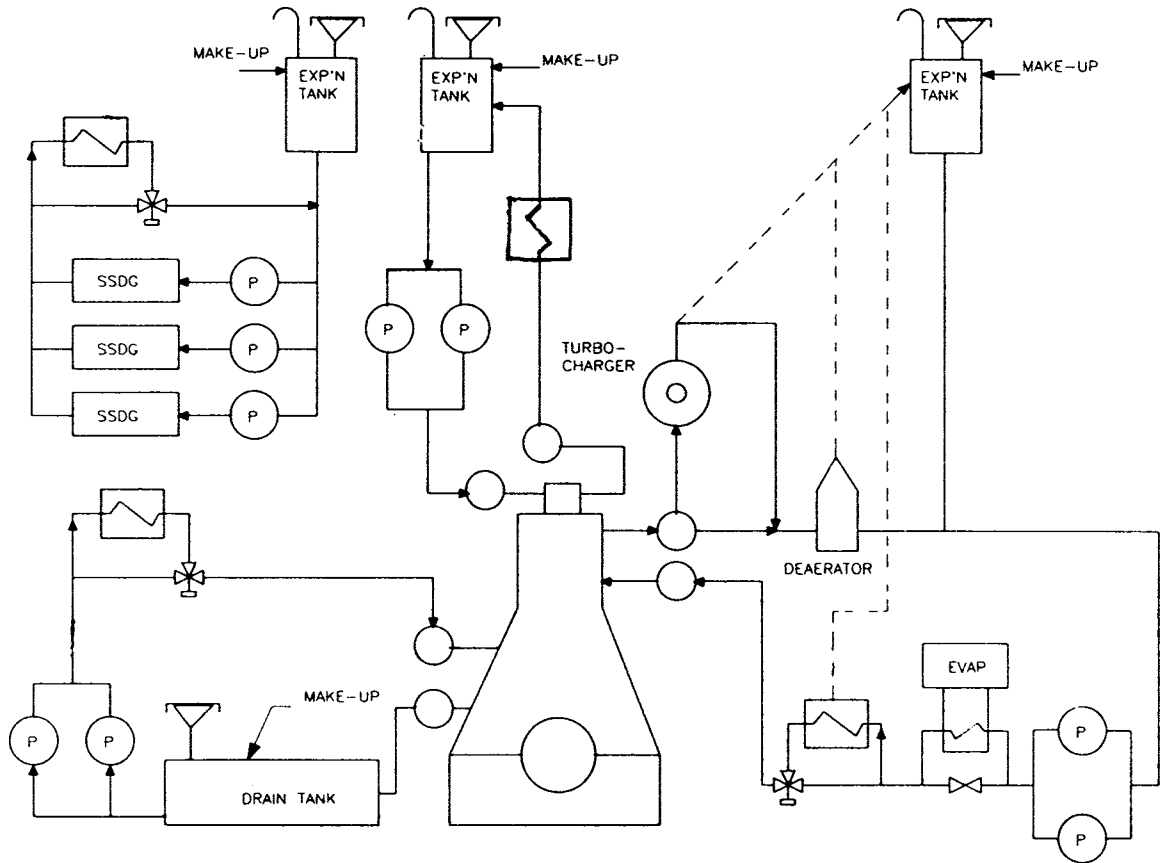 MAKE-UP
EXP'N
TANK
EXP'N
TANK
MAKE-UP
EXP'N
TANK
MAKE-UP
SSDG
P
SSDG
P
SSDG
P
P
P
TURBO-
CHARGER
DEAERATOR
EVAP
MAKE-UP
P
P
DRAIN TANK
P
P